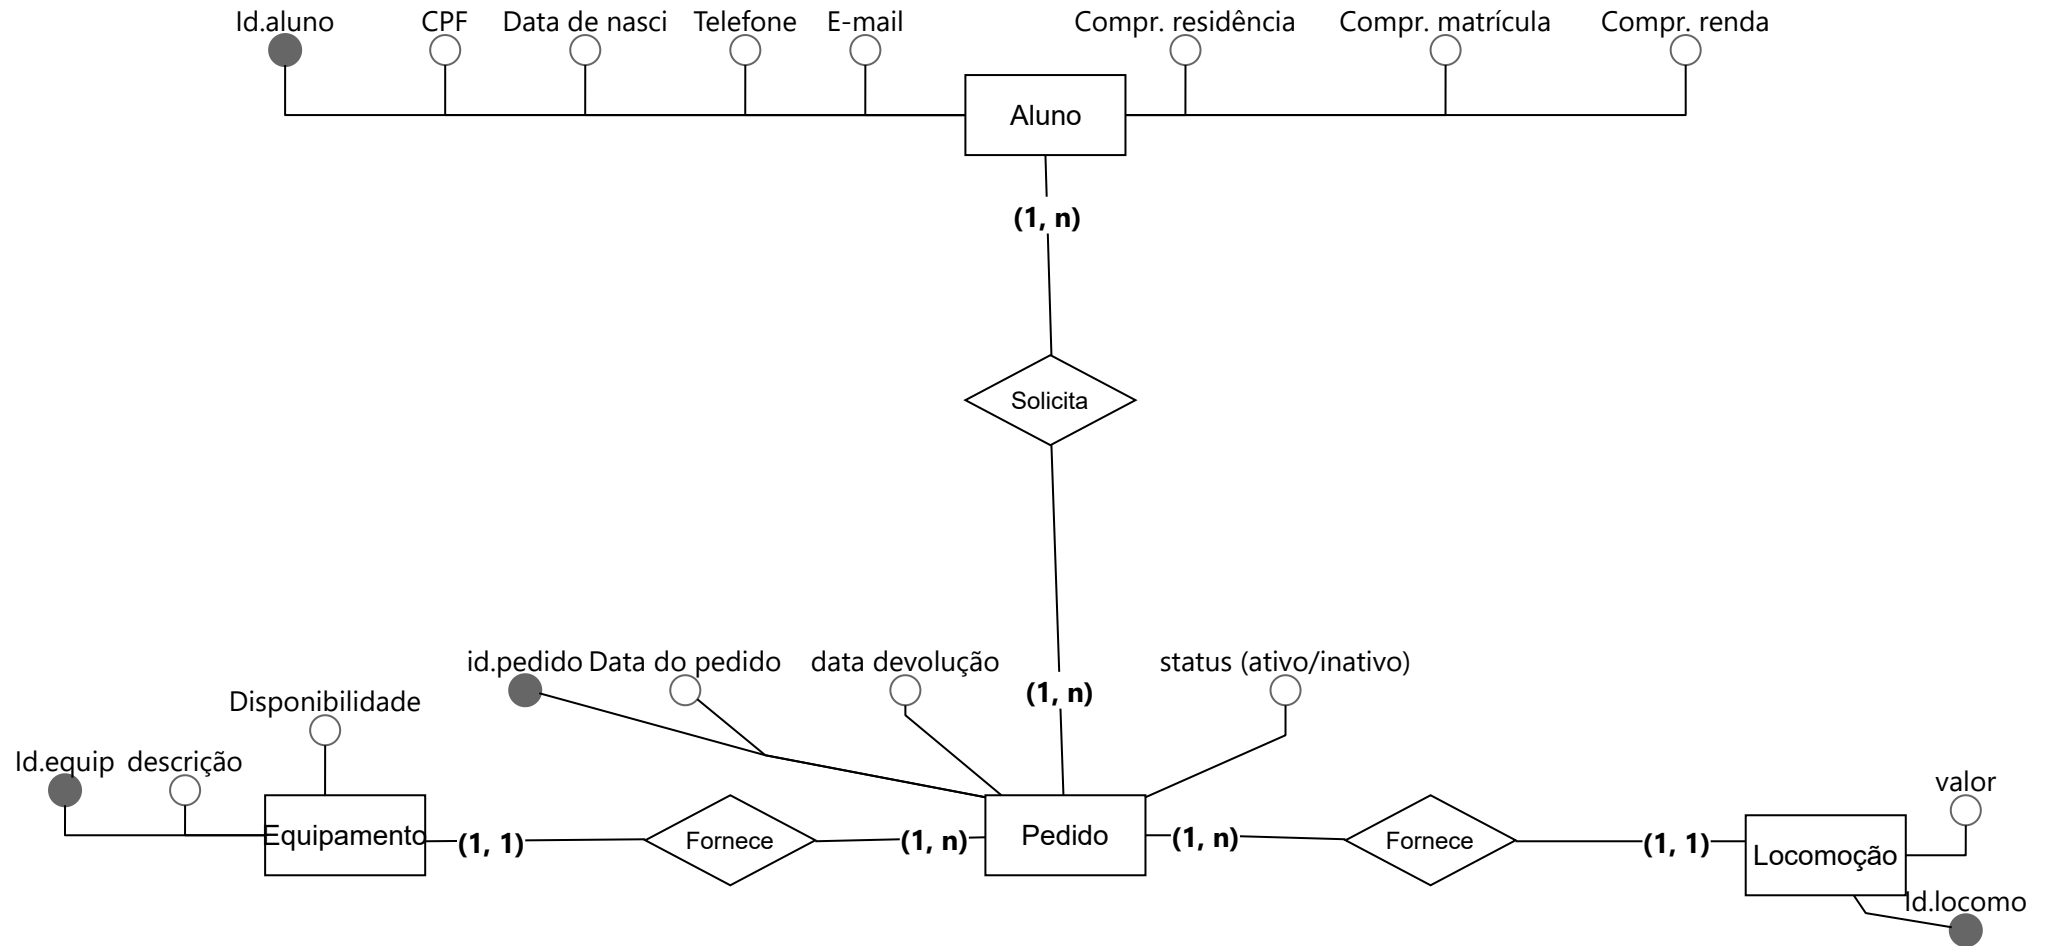 Id.aluno
CPF
Data de nasci
Telefone
E-mail
Compr. residência
Compr. matrícula
Compr. renda
Aluno
(1, n)
Solicita
(1, n)
id.pedido
Data do pedido
data devolução
status (ativo/inativo)
Disponibilidade
Id.equip
descrição
valor
Equipamento
(1, 1)
Fornece
(1, n)
Pedido
(1, n)
Fornece
(1, 1)
Locomoção
Id.locomo